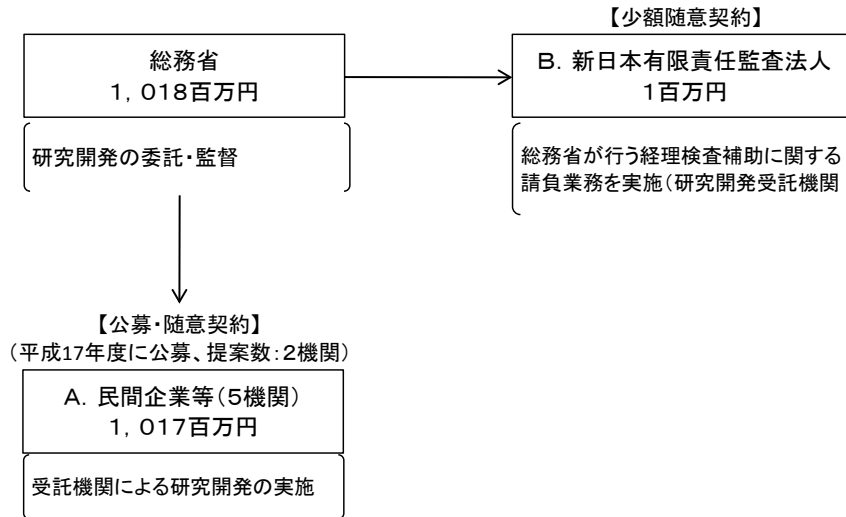 総務省
1,018百万円
研究開発の委託・監督
【少額随意契約】
B. 新日本有限責任監査法人
1百万円
総務省が行う経理検査補助に関する
請負業務を実施(研究開発受託機関
【公募・随意契約】
(平成17年度に公募、提案数:2機関)
A. 民間企業等(5機関)
1,017百万円
受託機関による研究開発の実施